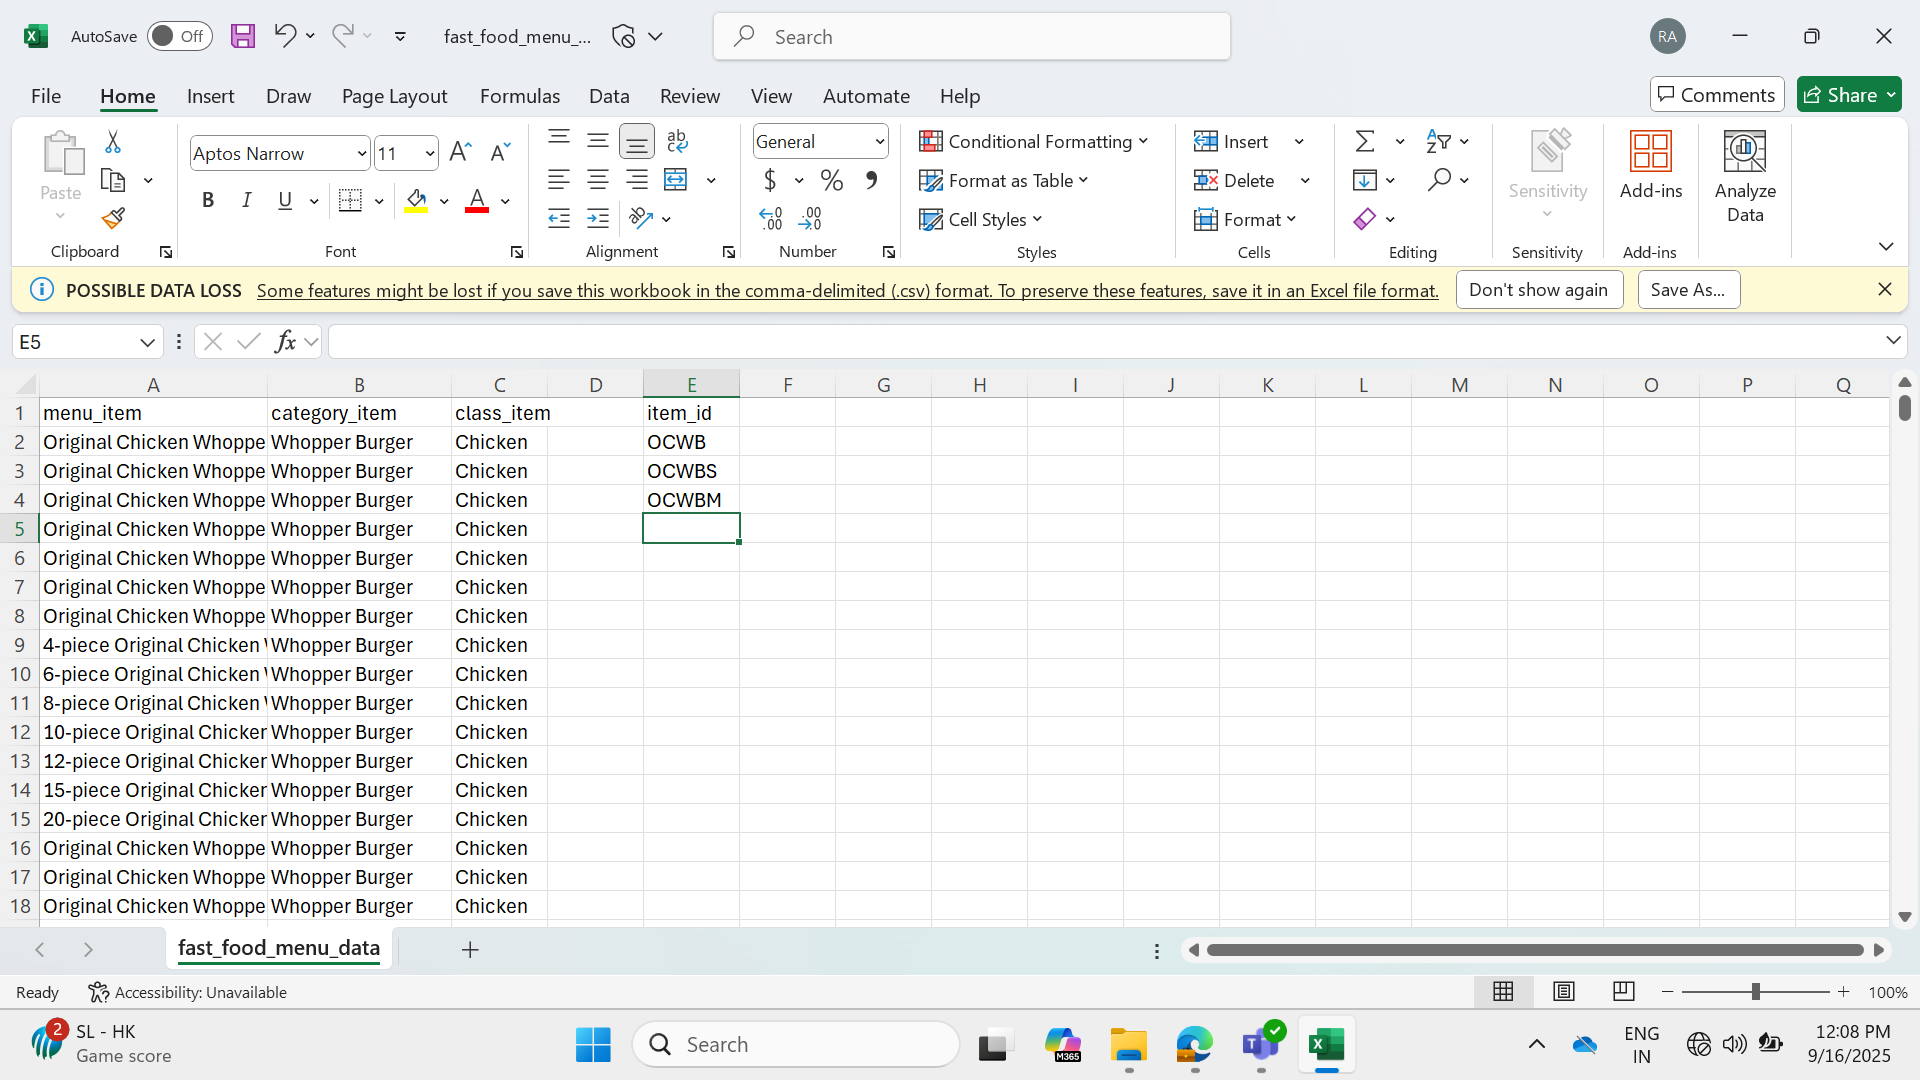 AutoSave Off fast_food_menu_... Search RA
File Home Insert Draw Page Layout Formulas Data Review View Automate Help Comments Share
Paste
Clipboard
Aptos Narrow 11
B I U A
Font
ab
Alignment
General
$ % 9
Number
Conditional Formatting
Format as Table
Cell Styles
Styles
Insert
Delete
Format
Cells
Editing
Sensitivity
Sensitivity
Add-ins
Add-ins
Analyze
Data
POSSIBLE DATA LOSS Some features might be lost if you save this workbook in the comma-delimited (.csv) format. To preserve these features, save it in an Excel file format. Don't show again Save As...
E5 fx
A B C D E F G H I J K L M N O P Q
1 menu_item category_item class_item item_id
2 Original Chicken Whoppe Whopper Burger Chicken OCWB
3 Original Chicken Whoppe Whopper Burger Chicken OCWBS
4 Original Chicken Whoppe Whopper Burger Chicken OCWBM
5 Original Chicken Whoppe Whopper Burger Chicken
6 Original Chicken Whoppe Whopper Burger Chicken
7 Original Chicken Whoppe Whopper Burger Chicken
8 Original Chicken Whoppe Whopper Burger Chicken
9 4-piece Original Chicken Whopper Burger Chicken
10 6-piece Original Chicken Whopper Burger Chicken
11 8-piece Original Chicken Whopper Burger Chicken
12 10-piece Original Chicken Whopper Burger Chicken
13 12-piece Original Chicken Whopper Burger Chicken
14 15-piece Original Chicken Whopper Burger Chicken
15 20-piece Original Chicken Whopper Burger Chicken
16 Original Chicken Whoppe Whopper Burger Chicken
17 Original Chicken Whoppe Whopper Burger Chicken
18 Original Chicken Whoppe Whopper Burger Chicken
fast_food_menu_data
Ready Accessibility: Unavailable 100%
2 SL - HK
Game score
Search
M365
ENG
IN
12:08 PM
9/16/2025